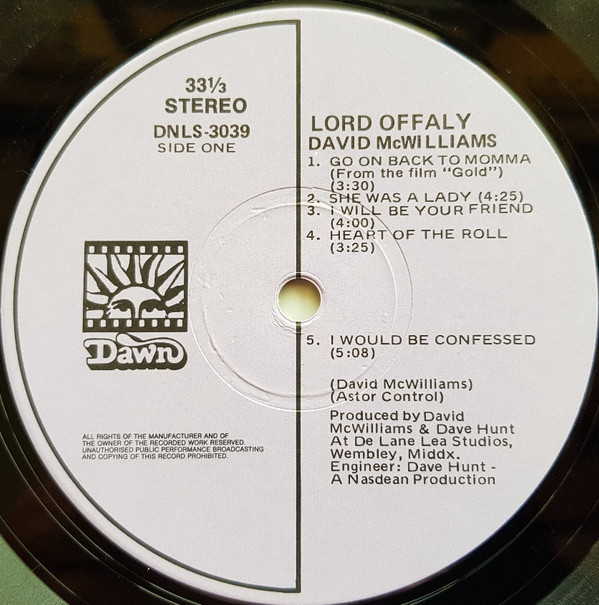 33⅓
STEREO
DNLS-3039
SIDE ONE
Dawn
ALL RIGHTS OF THE MANUFACTURER AND OF
THE OWNER OF THE RECORDED WORK RESERVED.
UNAUTHORISED PUBLIC PERFORMANCE BROADCASTING
AND COPYING OF THIS RECORD PROHIBITED.
LORD OFFALY
DAVID McWILLIAMS
1. GO ON BACK TO MOMMA
(From the film "Gold")
(3:30)
2. SHE WAS A LADY (4:25)
3. I WILL BE YOUR FRIEND
(4:00)
4. HEART OF THE ROLL
(3:25)
5. I WOULD BE CONFESSED
(5:08)
(David McWilliams)
(Astor Control)
Produced by David
McWilliams & Dave Hunt
At De Lane Lea Studios,
Wembley, Middx.
Engineer: Dave Hunt -
A Nasdean Production